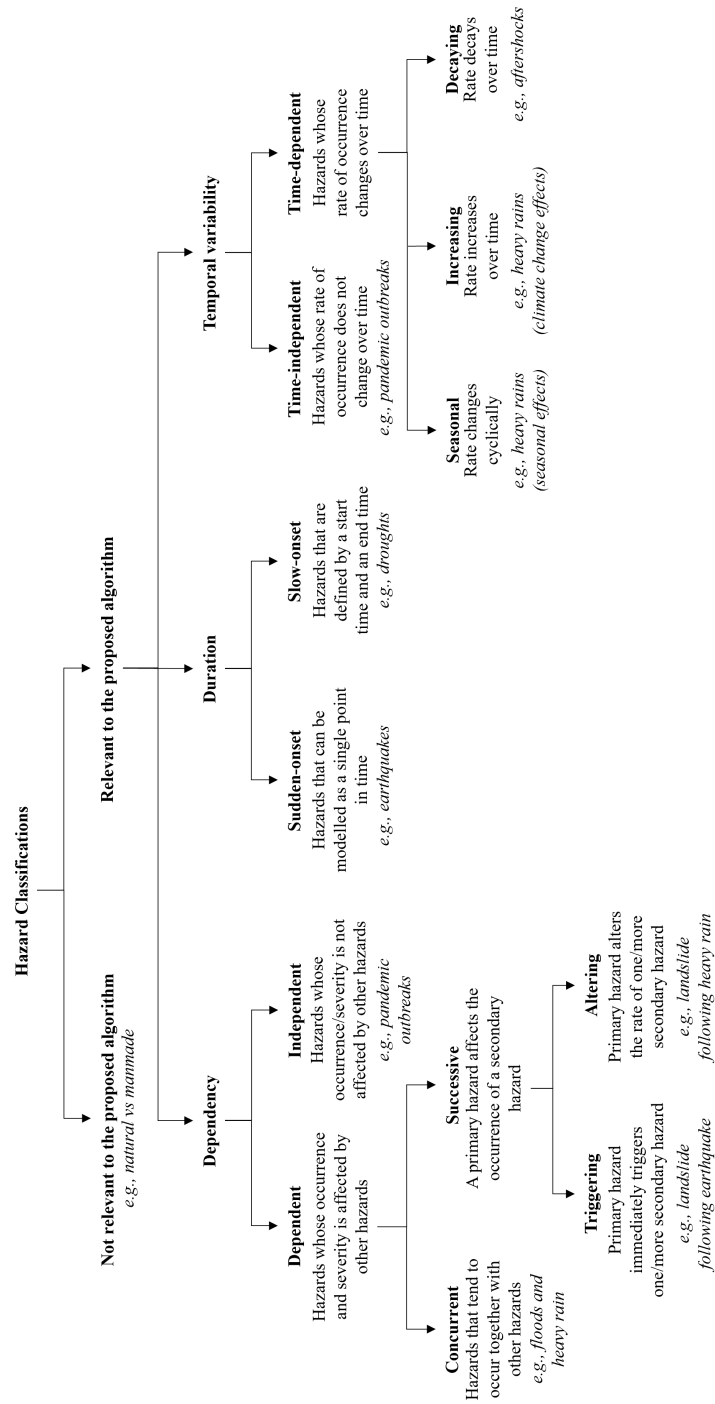 Hazard Classifications
Not relevant to the proposed algorithm
e.g., natural vs manmade
Relevant to the proposed algorithm
Dependency
Duration
Temporal variability
Dependent
Hazards whose occurrence
and severity is affected by
other hazards
Independent
Hazards whose
occurrence/severity is not
affected by other hazards
e.g., pandemic
outbreaks
Sudden-onset
Hazards that can be
modelled as a single point
in time
e.g., earthquakes
Slow-onset
Hazards that are
defined by a start
time and an end time
e.g., droughts
Time-independent
Hazards whose rate of
occurrence does not
change over time
e.g., pandemic outbreaks
Time-dependent
Hazards whose
rate of occurrence
changes over time
Concurrent
Hazards that tend to
occur together with
other hazards
e.g., floods and
heavy rain
Successive
A primary hazard affects the
occurrence of a secondary
hazard
Seasonal
Rate changes
cyclically
e.g., heavy rains
(seasonal effects)
Increasing
Rate increases
over time
e.g., heavy rains
(climate change effects)
Decaying
Rate decays
over time
e.g., aftershocks
Triggering
Primary hazard
immediately triggers
one/more secondary hazard
e.g., landslide
following earthquake
Altering
Primary hazard alters
the rate of one/more
secondary hazard
e.g., landslide
following heavy rain